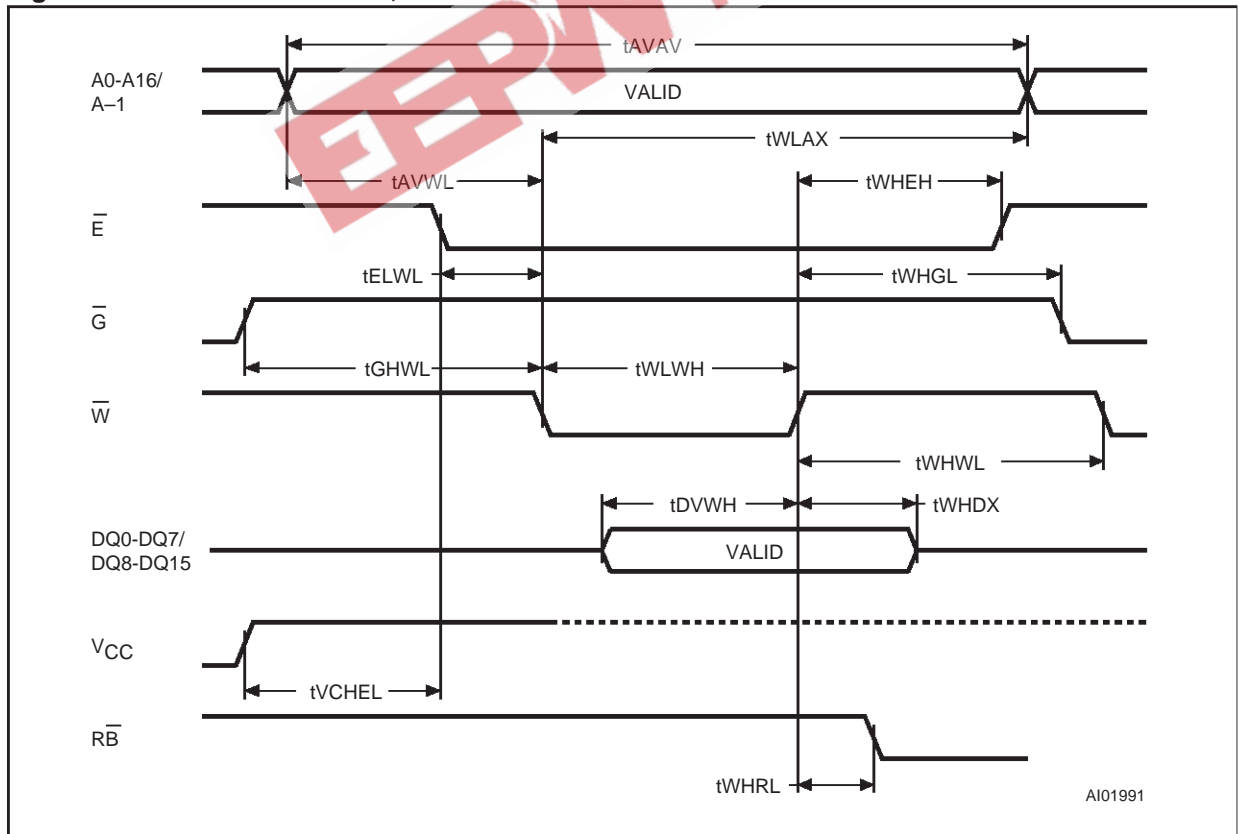 tAVAV
A0-A16/
A–1
VALID
tWLAX
tAVWL
tWHEH
E̅
tELWL
tWHGL
G̅
tGHWL
tWLWH
W̅
tWHWL
tDVWH
tWHDX
DQ0-DQ7/
DQ8-DQ15
VALID
VCC
tVCHEL
RB̅
tWHRL
AI01991